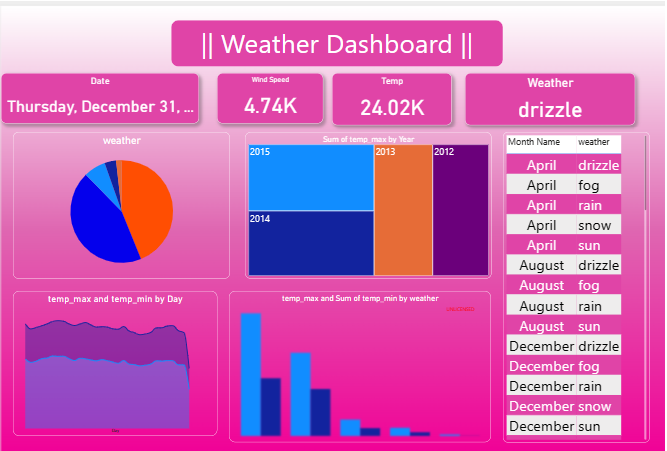 || Weather Dashboard ||
Date
Thursday, December 31, ...
Wind Speed
4.74K
Temp
24.02K
Weather
drizzle
weather
Sum of temp_max by Year
2015
2013
2012
2014
Month Name weather
April drizzle
April fog
April rain
April snow
April sun
August drizzle
August fog
August rain
August sun
December drizzle
December fog
December rain
December snow
December sun
temp_max and temp_min by Day
temp_max and Sum of temp_min by weather